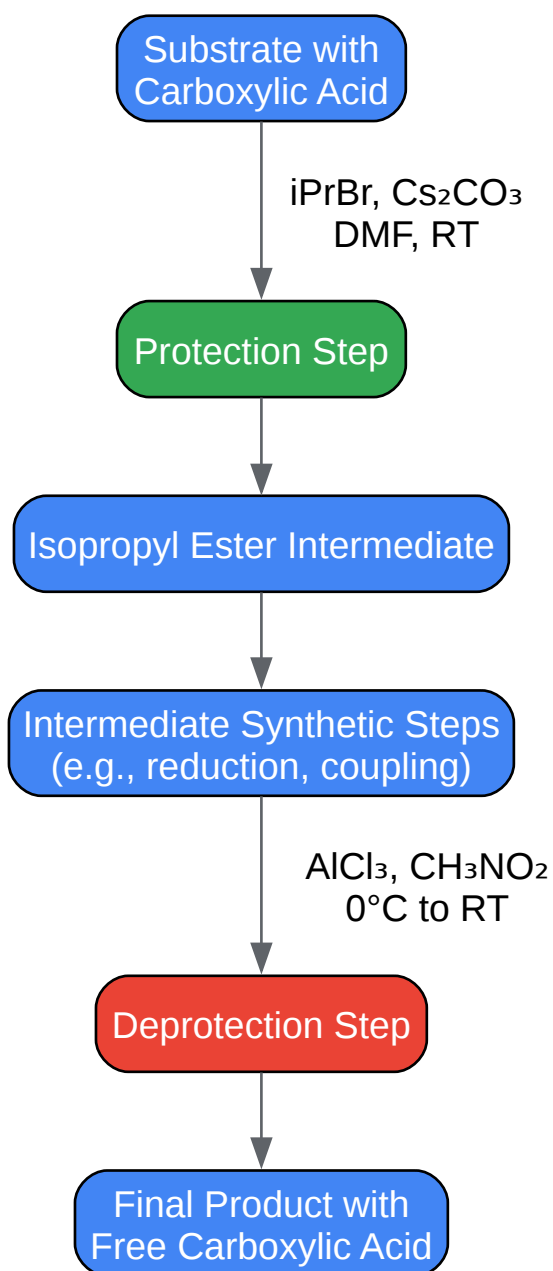 Substrate with
Carboxylic Acid
iPrBr, Cs₂CO₃
DMF, RT
Protection Step
Isopropyl Ester Intermediate
Intermediate Synthetic Steps
(e.g., reduction, coupling)
AlCl₃, CH₃NO₂
0°C to RT
Deprotection Step
Final Product with
Free Carboxylic Acid